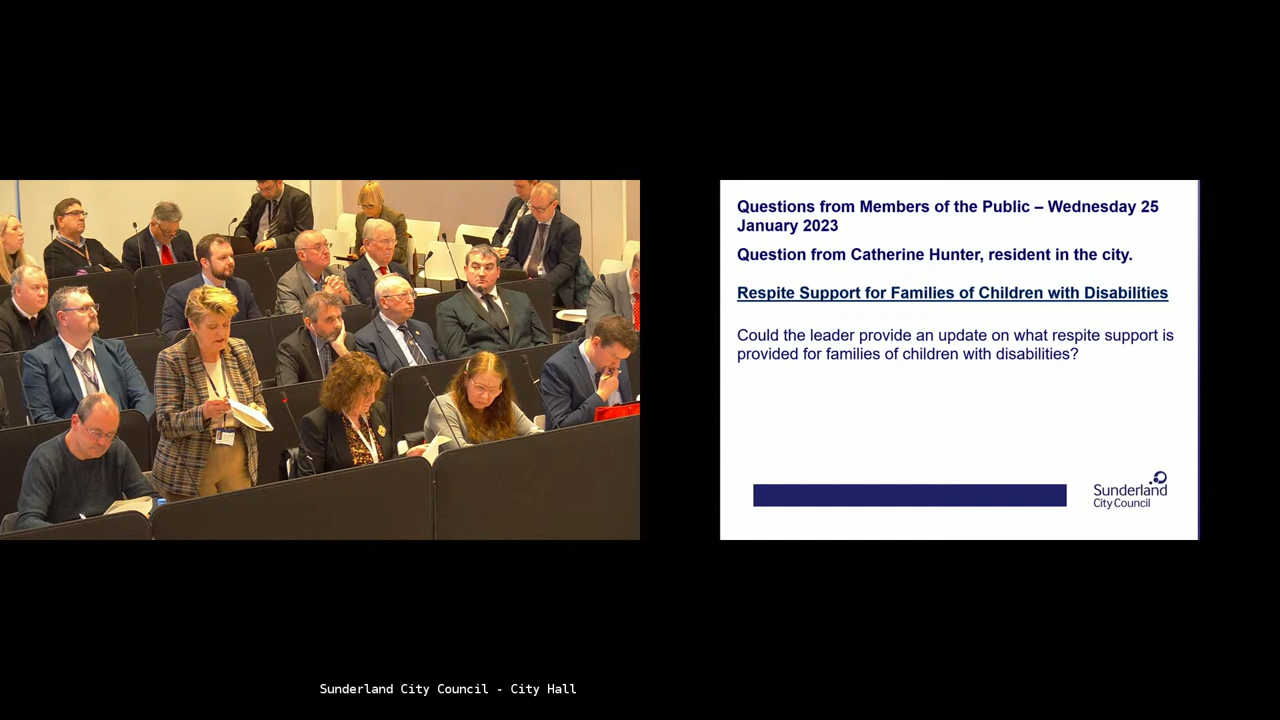 Questions from Members of the Public – Wednesday 25
January 2023
Question from Catherine Hunter, resident in the city.
Respite Support for Families of Children with Disabilities
Could the leader provide an update on what respite support is
provided for families of children with disabilities?
Sunderland
City Council
Sunderland City Council - City Hall